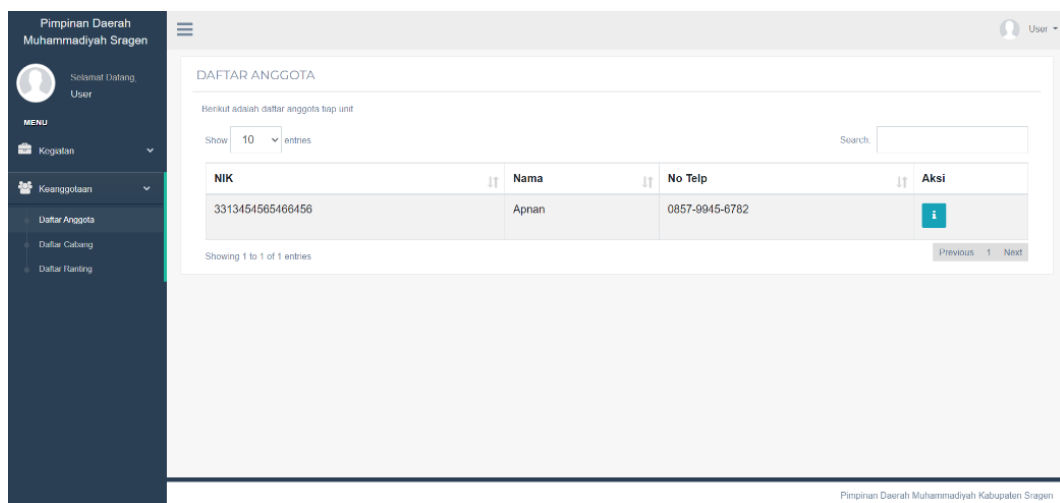 Pimpinan Daerah
Muhammadiyah Sragen
User
Selamat Datang,
User
MENU
Kegiatan
Keanggotaan
Daftar Anggota
Daftar Cabang
Daftar Ranting
DAFTAR ANGGOTA
Berikut adalah daftar anggota tiap unit
Show 10 entries
Search:
NIK Nama No Telp Aksi
3313454565466456 Apnan 0857-9945-6782 i
Showing 1 to 1 of 1 entries
Previous 1 Next
Pimpinan Daerah Muhammadiyah Kabupaten Sragen